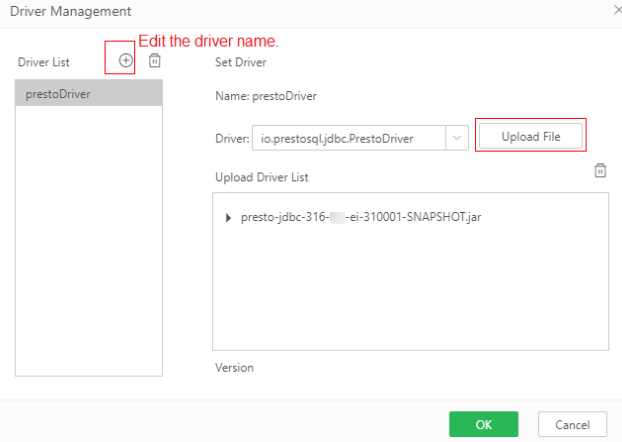 Driver Management
Edit the driver name.
Driver List
Set Driver
prestoDriver
Name: prestoDriver
Driver: io.prestosql.jdbc.PrestoDriver
Upload File
Upload Driver List
presto-jdbc-316- -ei-310001-SNAPSHOT.jar
Version
OK
Cancel